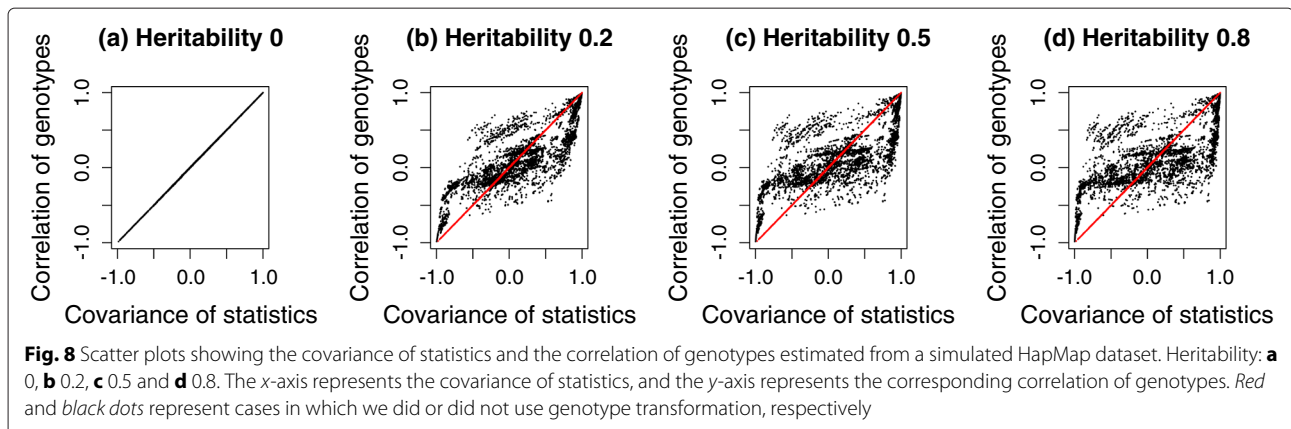 (a) Heritability 0
(b) Heritability 0.2
(c) Heritability 0.5
(d) Heritability 0.8
Correlation of genotypes
1.0
0.0
-1.0
-1.0 0.0 1.0
Covariance of statistics
Correlation of genotypes
1.0
0.0
-1.0
-1.0 0.0 1.0
Covariance of statistics
Correlation of genotypes
1.0
0.0
-1.0
-1.0 0.0 1.0
Covariance of statistics
Correlation of genotypes
1.0
0.0
-1.0
-1.0 0.0 1.0
Covariance of statistics
Fig. 8 Scatter plots showing the covariance of statistics and the correlation of genotypes estimated from a simulated HapMap dataset. Heritability: a
0, b 0.2, c 0.5 and d 0.8. The x-axis represents the covariance of statistics, and the y-axis represents the corresponding correlation of genotypes. Red
and black dots represent cases in which we did or did not use genotype transformation, respectively